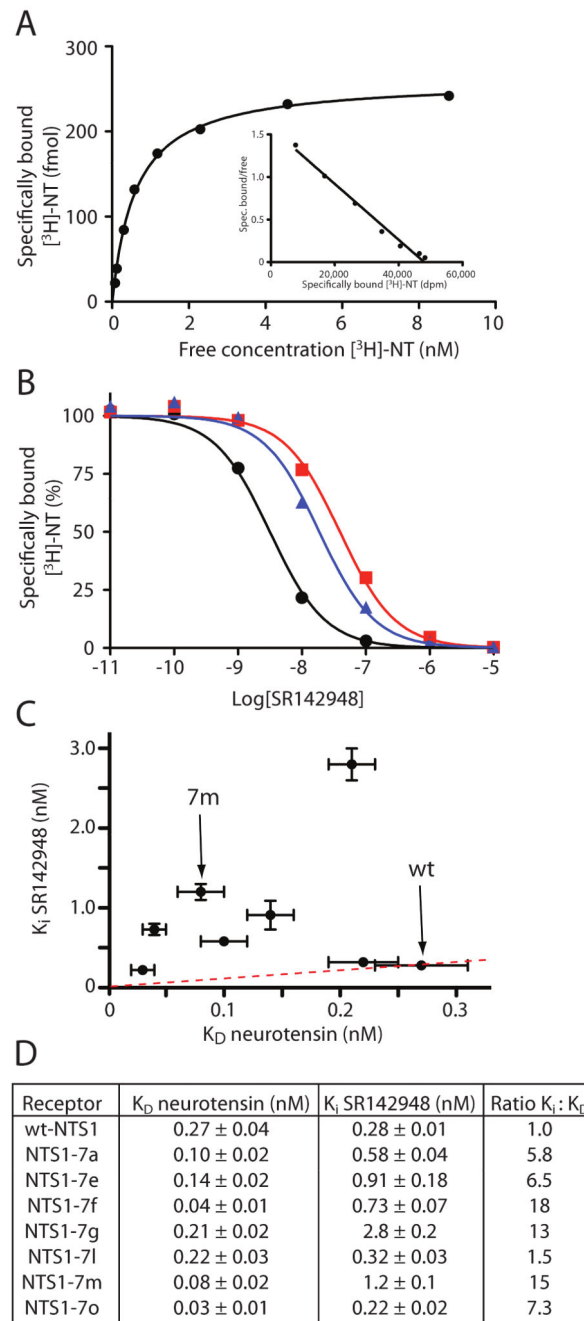 A
300
200
100
0
Specifically bound
[³H]-NT (fmol)
0
2
4
6
8
10
Free concentration [³H]-NT (nM)
1.5
1.0
0.5
0
Spec. bound/free
0
20,000
40,000
60,000
Specifically bound [³H]-NT (dpm)
B
100
75
50
25
0
Specifically bound
[³H]-NT (%)
-11
-10
-9
-8
-7
-6
-5
Log[SR142948]
C
3.0
2.0
1.0
0
Ki SR142948 (nM)
7m
wt
0
0.1
0.2
0.3
KD neurotensin (nM)
D
Receptor KD neurotensin (nM) Ki SR142948 (nM) Ratio Ki : KD
wt-NTS1 0.27 ± 0.04 0.28 ± 0.01 1.0
NTS1-7a 0.10 ± 0.02 0.58 ± 0.04 5.8
NTS1-7e 0.14 ± 0.02 0.91 ± 0.18 6.5
NTS1-7f 0.04 ± 0.01 0.73 ± 0.07 18
NTS1-7g 0.21 ± 0.02 2.8 ± 0.2 13
NTS1-7l 0.22 ± 0.03 0.32 ± 0.03 1.5
NTS1-7m 0.08 ± 0.02 1.2 ± 0.1 15
NTS1-7o 0.03 ± 0.01 0.22 ± 0.02 7.3